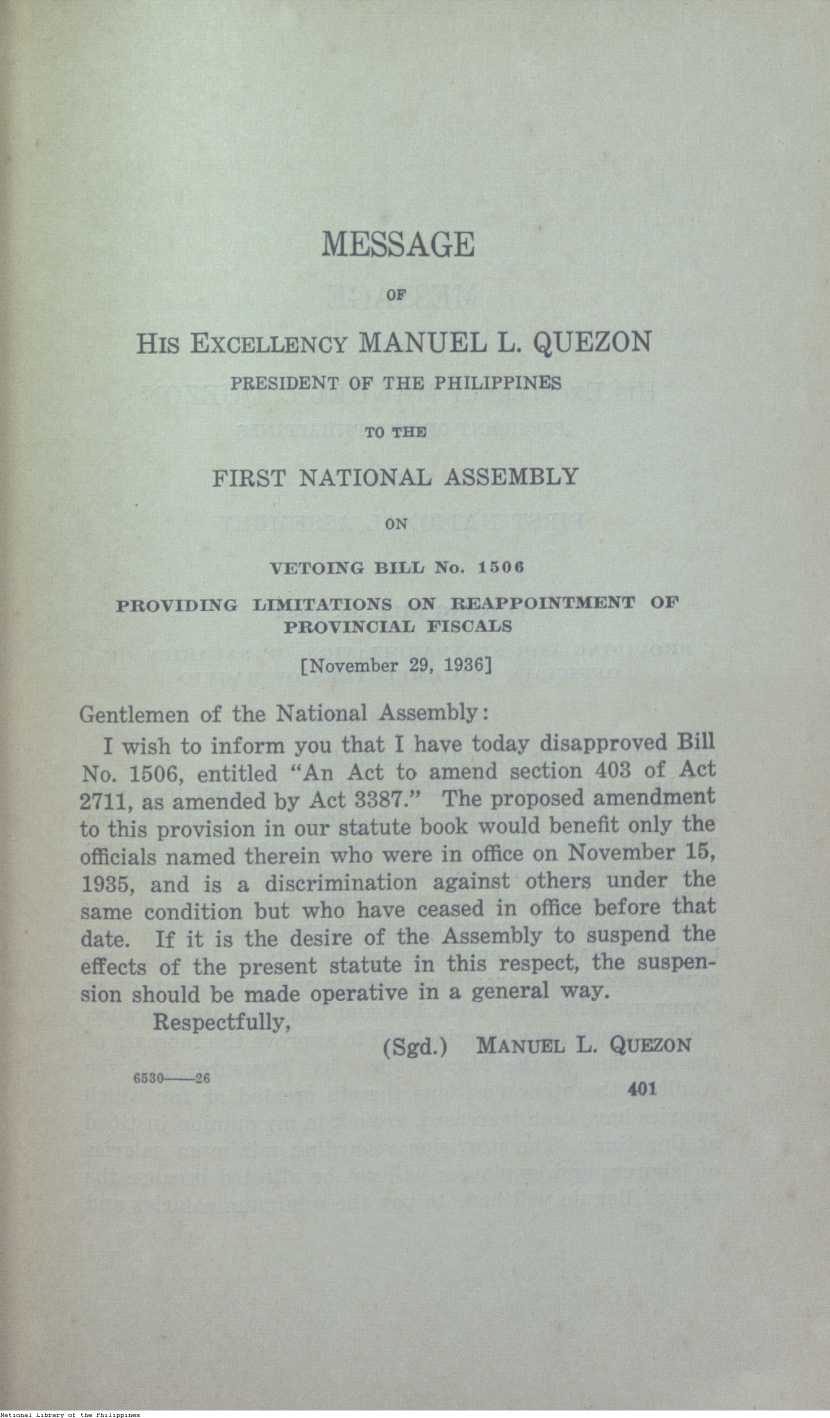 MESSAGE
OF
HIS EXCELLENCY MANUEL L. QUEZON
PRESIDENT OF THE PHILIPPINES
TO THE
FIRST NATIONAL ASSEMBLY
ON
VETOING BILL No. 1506
PROVIDING LIMITATIONS ON REAPPOINTMENT OF
PROVINCIAL FISCALS
[November 29, 1936]
Gentlemen of the National Assembly:
I wish to inform you that I have today disapproved Bill
No. 1506, entitled “An Act to amend section 403 of Act
2711, as amended by Act 3387.” The proposed amendment
to this provision in our statute book would benefit only the
officials named therein who were in office on November 15,
1935, and is a discrimination against others under the
same condition but who have ceased in office before that
date. If it is the desire of the Assembly to suspend the
effects of the present statute in this respect, the suspen-
sion should be made operative in a general way.
Respectfully,
(Sgd.) MANUEL L. QUEZON
6530——26
401
National Library of the Philippines